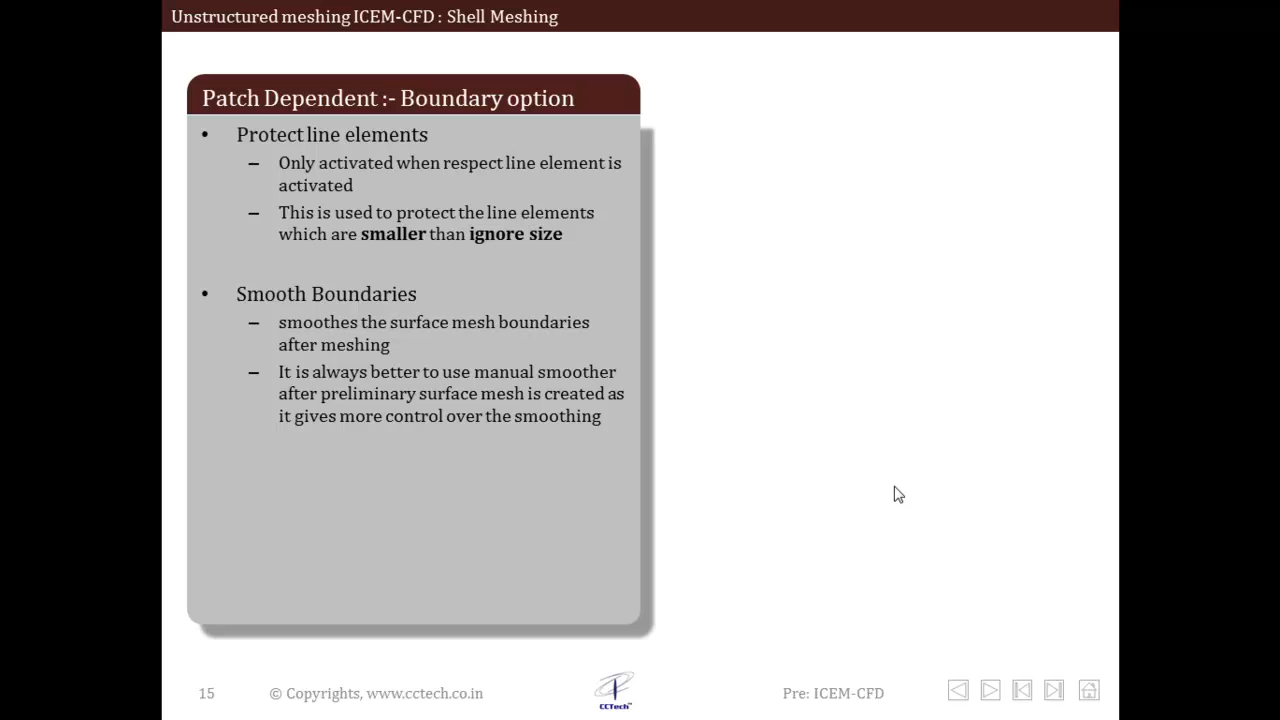 Unstructured meshing ICEM-CFD : Shell Meshing
Patch Dependent :- Boundary option
• Protect line elements
– Only activated when respect line element is
activated
– This is used to protect the line elements
which are smaller than ignore size
• Smooth Boundaries
– smoothes the surface mesh boundaries
after meshing
– It is always better to use manual smoother
after preliminary surface mesh is created as
it gives more control over the smoothing
15
© Copyrights, www.cctech.co.in
CCTech™
Pre: ICEM-CFD